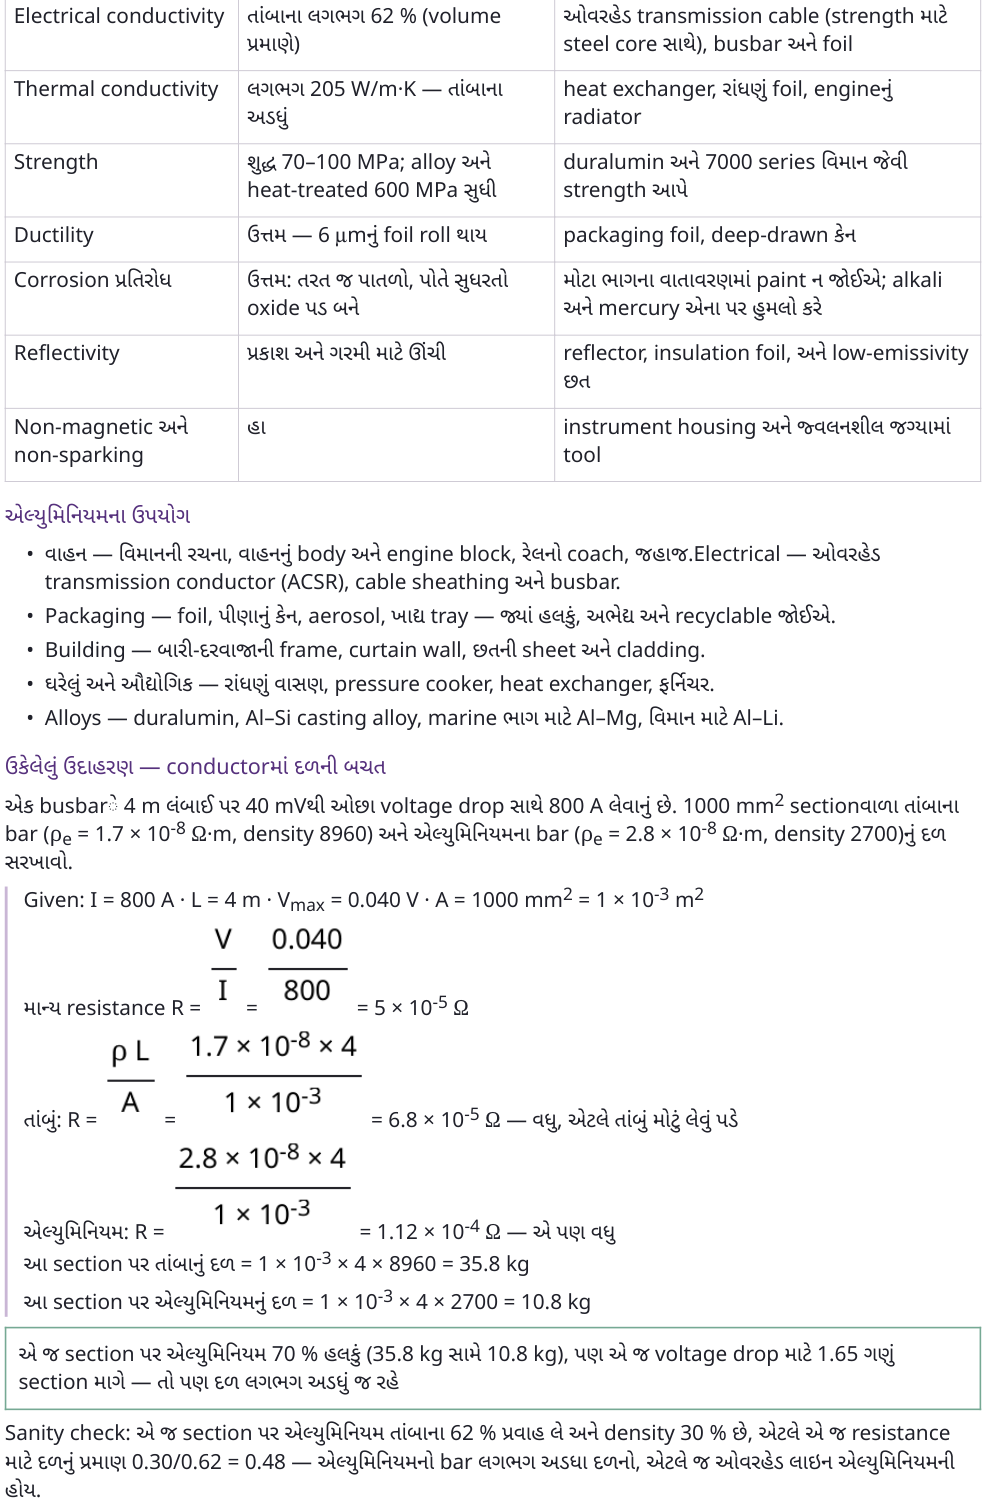 Electrical conductivity
તાંબાના લગભગ 62 % (volume
પ્રમાણે)
ઓવરહેડ transmission cable (strength માટે
steel core સાથે), busbar અને foil
Thermal conductivity
લગભગ 205 W/m·K — તાંબાના
અડધું
heat exchanger, રાંધણું foil, engineનું
radiator
Strength
શુદ્ધ 70–100 MPa; alloy અને
heat-treated 600 MPa સુધી
duralumin અને 7000 series વિમાન જેવી
strength આપે
Ductility
ઉત્તમ — 6 µmનું foil roll થાય
packaging foil, deep-drawn કેન
Corrosion પ્રતિરોધ
ઉત્તમ: તરત જ પાતળો, પોતે સુધરતો
oxide પડ બને
મોટા ભાગના વાતાવરણમાં paint ન જોઈએ; alkali
અને mercury એના પર હુમલો કરે
Reflectivity
પ્રકાશ અને ગરમી માટે ઊંચી
reflector, insulation foil, અને low-emissivity
છત
Non-magnetic અને
non-sparking
હા
instrument housing અને જ્વલનશીલ જગ્યામાં
tool
એલ્યુમિનિયમના ઉપયોગ
• વાહન — વિમાનની રચના, વાહનનું body અને engine block, રેલનો coach, જહાજ.Electrical — ઓવરહેડ
transmission conductor (ACSR), cable sheathing અને busbar.
• Packaging — foil, પીણાનું કેન, aerosol, ખાદ્ય tray — જ્યાં હલકું, અભેદ્ય અને recyclable જોઈએ.
• Building — બારી-દરવાજાની frame, curtain wall, છતની sheet અને cladding.
• ઘરેલું અને ઔદ્યોગિક — રાંધણું વાસણ, pressure cooker, heat exchanger, ફર્નિચર.
• Alloys — duralumin, Al–Si casting alloy, marine ભાગ માટે Al–Mg, વિમાન માટે Al–Li.
ઉકેલેલું ઉદાહરણ — conductorમાં દળની બચત
એક busbarે 4 m લંબાઈ પર 40 mVથી ઓછા voltage drop સાથે 800 A લેવાનું છે. 1000 mm² sectionવાળા તાંબાના
bar (ρₑ = 1.7 × 10⁻⁸ Ω·m, density 8960) અને એલ્યુમિનિયમના bar (ρₑ = 2.8 × 10⁻⁸ Ω·m, density 2700)નું દળ
સરખાવો.
Given: I = 800 A · L = 4 m · Vₘₐₓ = 0.040 V · A = 1000 mm² = 1 × 10⁻³ m²
માન્ય resistance R = V/I = 0.040/800 = 5 × 10⁻⁵ Ω
તાંબું: R = ρ L/A = 1.7 × 10⁻⁸ × 4/1 × 10⁻³ = 6.8 × 10⁻⁵ Ω — વધુ, એટલે તાંબું મોટું લેવું પડે
એલ્યુમિનિયમ: R = 2.8 × 10⁻⁸ × 4/1 × 10⁻³ = 1.12 × 10⁻⁴ Ω — એ પણ વધુ
આ section પર તાંબાનું દળ = 1 × 10⁻³ × 4 × 8960 = 35.8 kg
આ section પર એલ્યુમિનિયમનું દળ = 1 × 10⁻³ × 4 × 2700 = 10.8 kg
એ જ section પર એલ્યુમિનિયમ 70 % હલકું (35.8 kg સામે 10.8 kg), પણ એ જ voltage drop માટે 1.65 ગણું
section માગે — તો પણ દળ લગભગ અડધું જ રહે
Sanity check: એ જ section પર એલ્યુમિનિયમ તાંબાના 62 % પ્રવાહ લે અને density 30 % છે, એટલે એ જ resistance
માટે દળનું પ્રમાણ 0.30/0.62 = 0.48 — એલ્યુમિનિયમનો bar લગભગ અડધા દળનો, એટલે જ ઓવરહેડ લાઇન એલ્યુમિનિયમની
હોય.